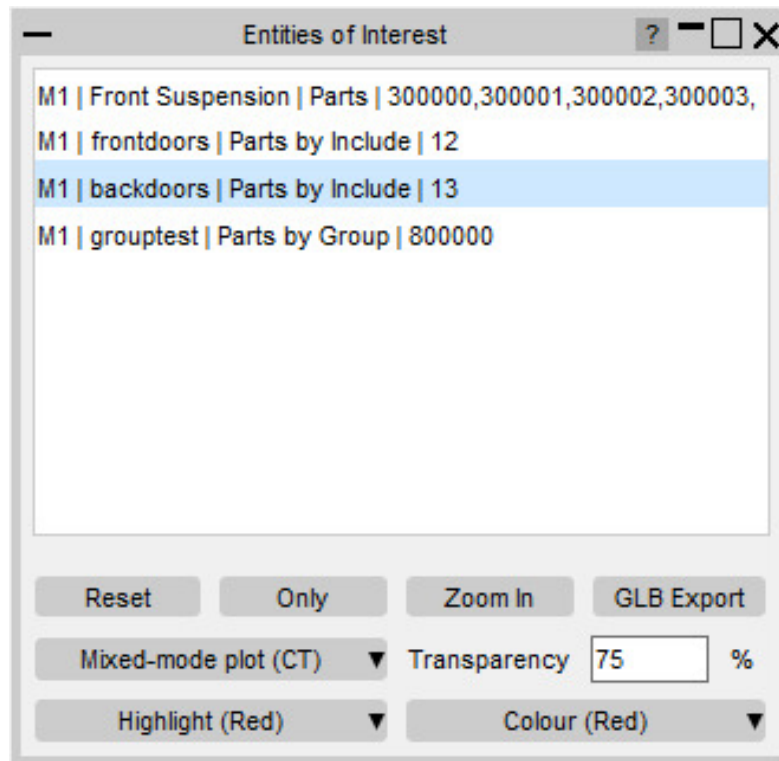 Entities of Interest ?
M1 | Front Suspension | Parts | 300000,300001,300002,300003,
M1 | frontdoors | Parts by Include | 12
M1 | backdoors | Parts by Include | 13
M1 | grouptest | Parts by Group | 800000
Reset Only Zoom In GLB Export
Mixed-mode plot (CT) ▼ Transparency 75 %
Highlight (Red) ▼ Colour (Red) ▼